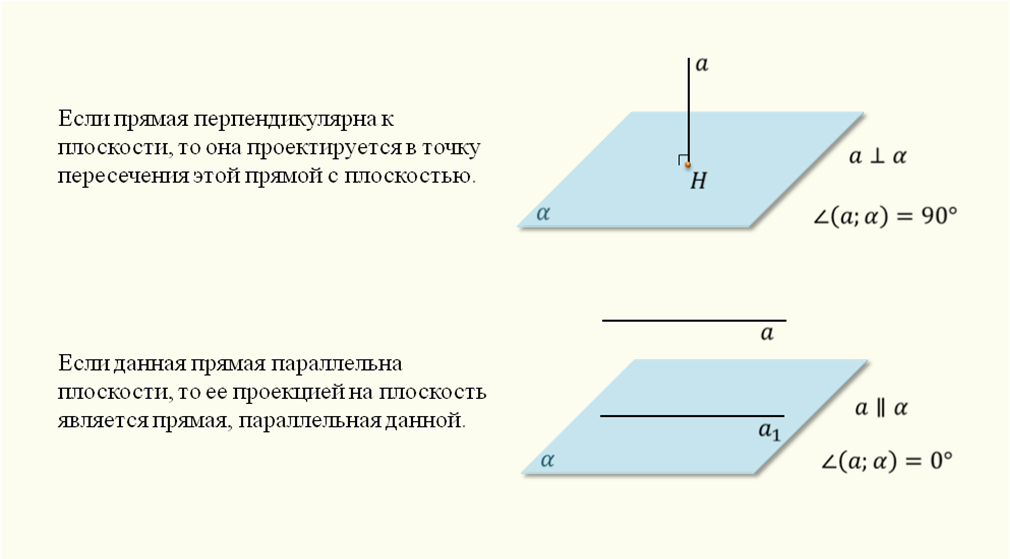 Если прямая перпендикулярна к
плоскости, то она проектируется в точку
пересечения этой прямой с плоскостью.
a
H
α
a ⊥ α
∠(a; α) = 90°
Если данная прямая параллельна
плоскости, то ее проекцией на плоскость
является прямая, параллельная данной.
a
a₁
α
a ∥ α
∠(a; α) = 0°